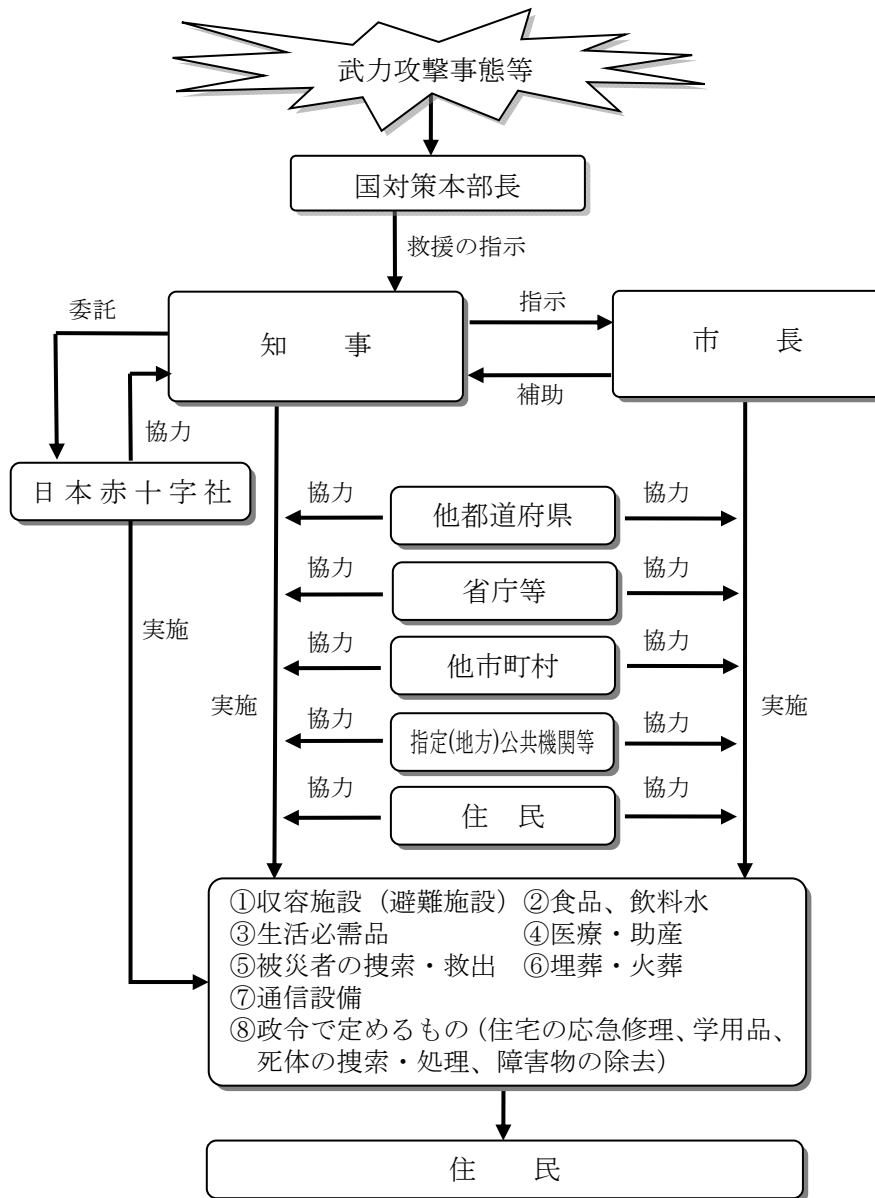 武力攻撃事態等
国対策本部長
救援の指示
委託
知　事
指示
市　長
補助
協力
日本赤十字社
協力
他都道府県
協力
協力
省庁等
協力
実施
協力
他市町村
協力
実施
実施
協力
指定(地方)公共機関等
協力
協力
住　民
協力
①収容施設（避難施設）②食品、飲料水
③生活必需品　④医療・助産
⑤被災者の捜索・救出　⑥埋葬・火葬
⑦通信設備
⑧政令で定めるもの（住宅の応急修理、学用品、
死体の捜索・処理、障害物の除去）
住　民